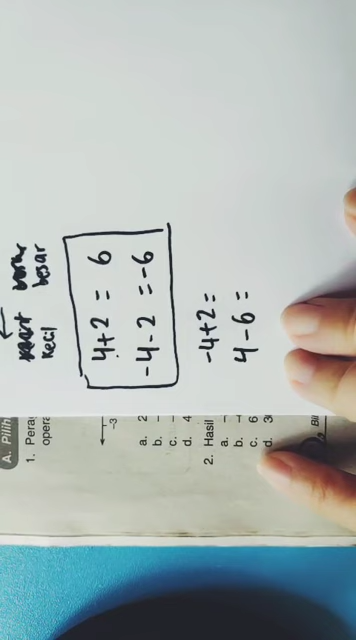 besar
kecil
4+2 = 6
-4-2 = -6
-4+2 =
4-6 =
A. Pilih
1. Pera
opera
-3
a. 2
b. -
c. -
d. 4
2. Hasil
a. -
b. -
c. 6
d. 3